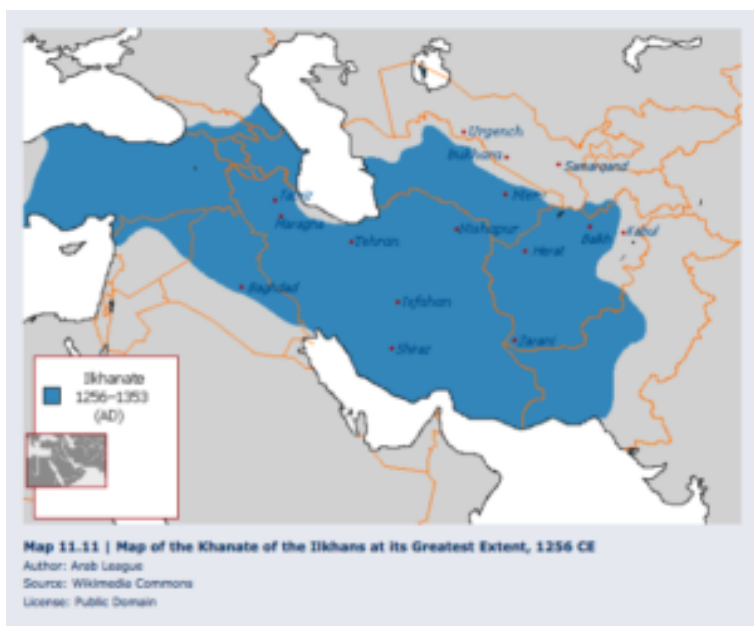 Urgench
Bukhara
Samarqand
Merv
Tabriz
Maragha
Tehran
Nishapur
Balkh
Kabul
Herat
Baghdad
Isfahan
Shiraz
Zaranj
Ilkhanate
1256–1353
(AD)
Map 11.11 | Map of the Khanate of the Ilkhans at its Greatest Extent, 1256 CE
Author: Arab League
Source: Wikimedia Commons
License: Public Domain